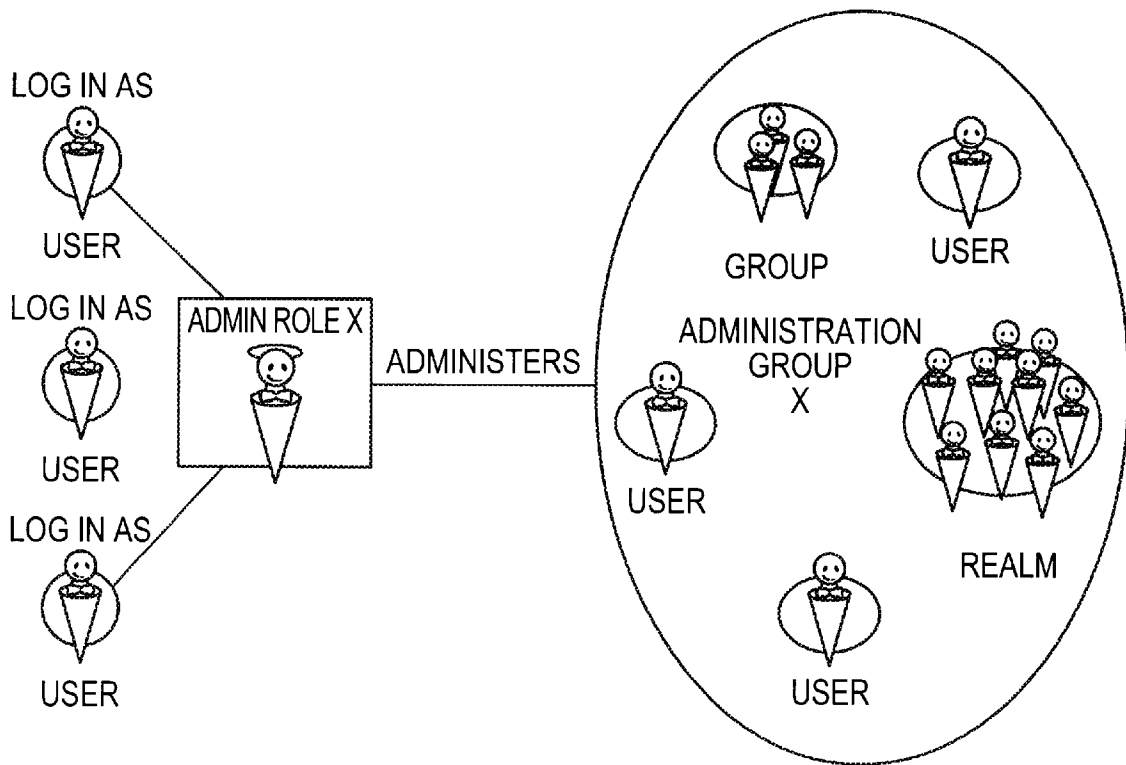 LOG IN AS
USER
LOG IN AS
USER
LOG IN AS
USER
ADMIN ROLE X
ADMINISTERS
GROUP
USER
ADMINISTRATION
GROUP
X
USER
REALM
USER